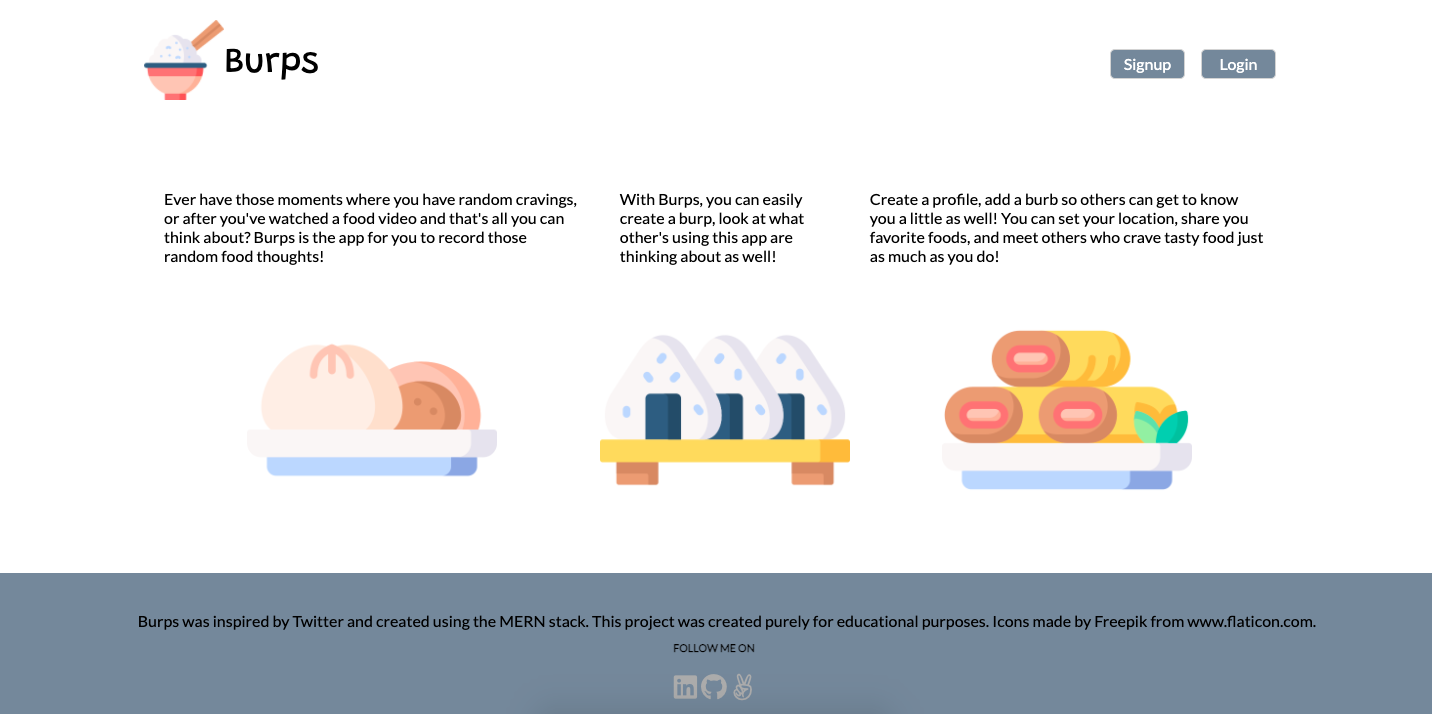 Burps
Signup
Login
Ever have those moments where you have random cravings,
or after you've watched a food video and that's all you can
think about? Burps is the app for you to record those
random food thoughts!
With Burps, you can easily
create a burp, look at what
other's using this app are
thinking about as well!
Create a profile, add a burb so others can get to know
you a little as well! You can set your location, share you
favorite foods, and meet others who crave tasty food just
as much as you do!
Burps was inspired by Twitter and created using the MERN stack. This project was created purely for educational purposes. Icons made by Freepik from www.flaticon.com.
FOLLOW ME ON
in